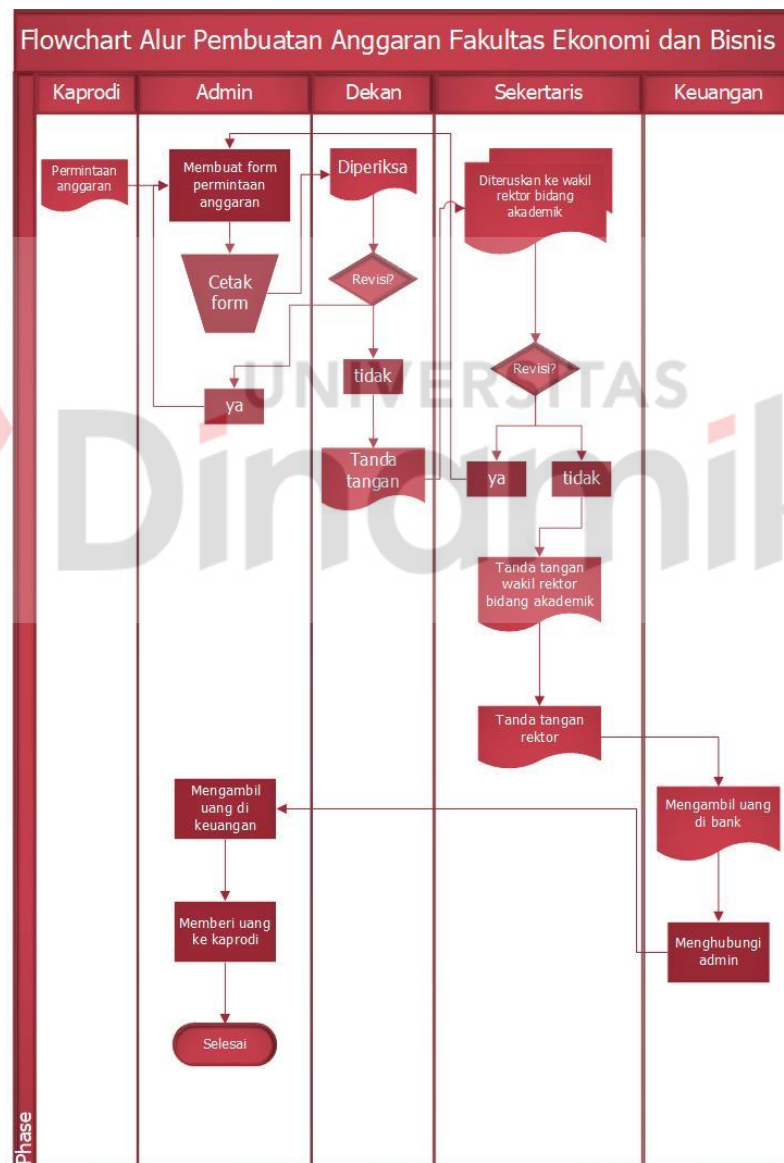 Flowchart Alur Pembuatan Anggaran Fakultas Ekonomi dan Bisnis
Kaprodi
Admin
Dekan
Sekertaris
Keuangan
Permintaan
anggaran
Membuat form
permintaan
anggaran
Diperiksa
Diteruskan ke wakil
rektor bidang
akademik
Cetak
form
Revisi?
Revisi?
UNIVERSITAS
Dinamik
ya
tidak
Tanda
tangan
ya
tidak
Tanda tangan
wakil rektor
bidang akademik
Tanda tangan
rektor
Mengambil uang
di bank
Menghubungi
admin
Mengambil
uang di
keuangan
Memberi uang
ke kaprodi
Selesai
Phase